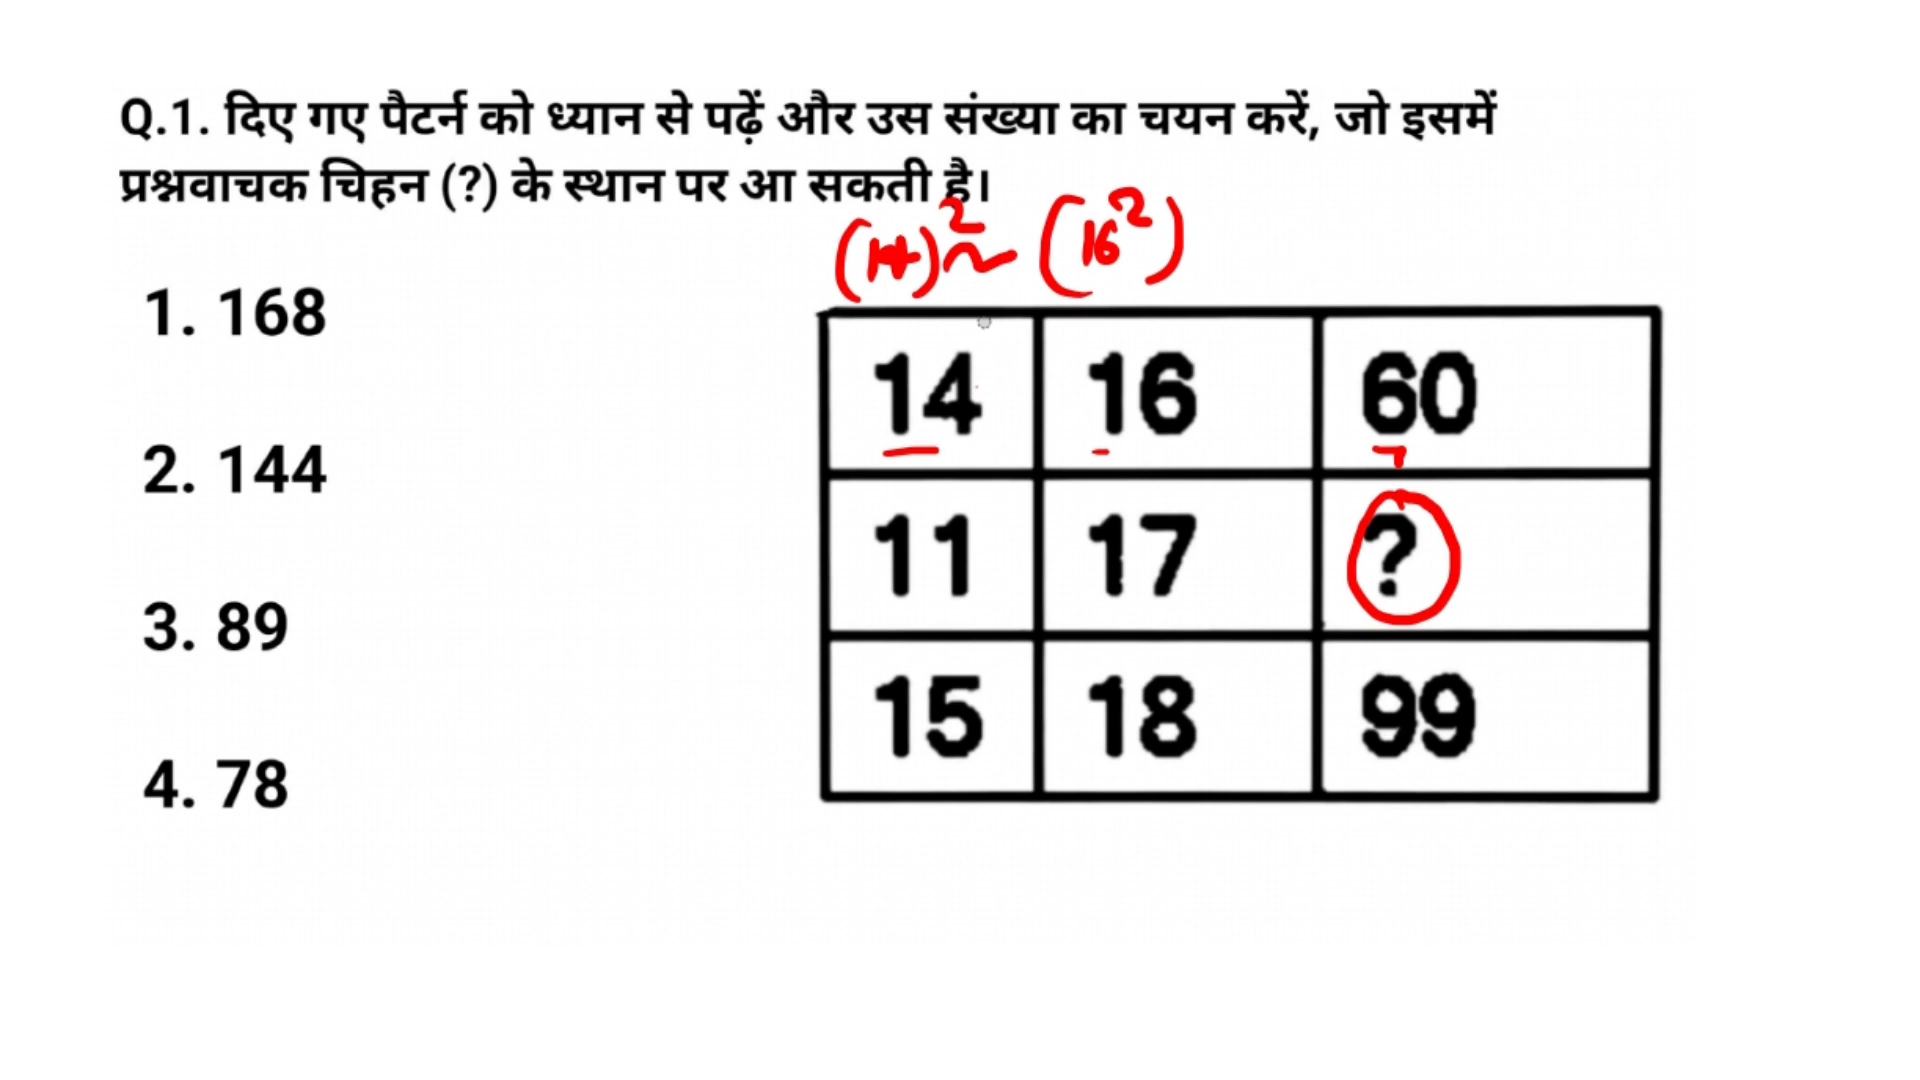 Q.1. दिए गए पैटर्न को ध्यान से पढ़ें और उस संख्या का चयन करें, जो इसमें
प्रश्नवाचक चिहन (?) के स्थान पर आ सकती है।
(14)² ~ (16²)
1. 168
2. 144
3. 89
4. 78
14 16 60
11 17 ?
15 18 99